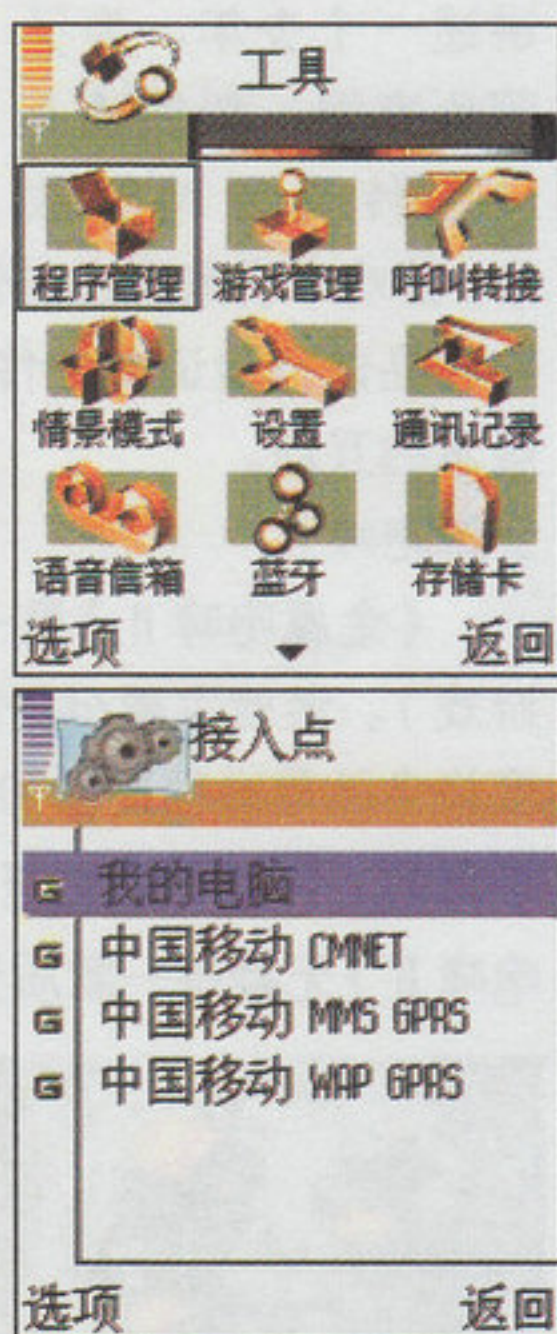 工具
程序管理 游戏管理 呼叫转接
情景模式 设置 通讯记录
语音信箱 蓝牙 存储卡
选项 返回
接入点
G 我的电脑
G 中国移动 CMNET
G 中国移动 MMS GPRS
G 中国移动 WAP GPRS
选项 返回